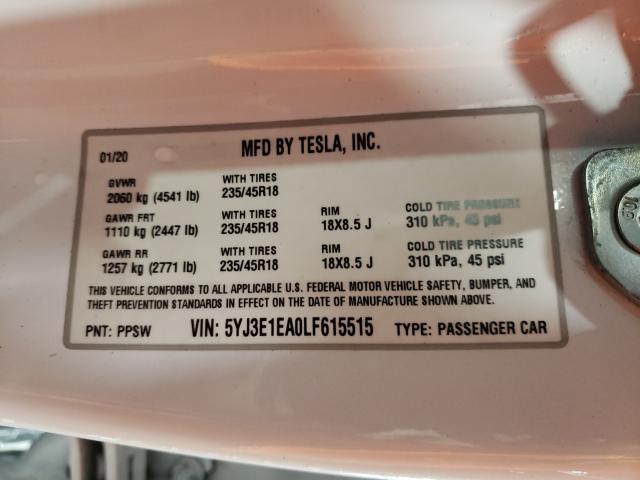 MFD BY TESLA, INC.
01/20
GVWR WITH TIRES
2060 kg (4541 lb) 235/45R18
GAWR FRT WITH TIRES RIM COLD TIRE PRESSURE
1110 kg (2447 lb) 235/45R18 18X8.5 J 310 kPa, 45 psi
GAWR RR WITH TIRES RIM COLD TIRE PRESSURE
1257 kg (2771 lb) 235/45R18 18X8.5 J 310 kPa, 45 psi
THIS VEHICLE CONFORMS TO ALL APPLICABLE U.S. FEDERAL MOTOR VEHICLE SAFETY, BUMPER, AND
THEFT PREVENTION STANDARDS IN EFFECT ON THE DATE OF MANUFACTURE SHOWN ABOVE.
PNT: PPSW VIN: 5YJ3E1EA0LF615515 TYPE: PASSENGER CAR